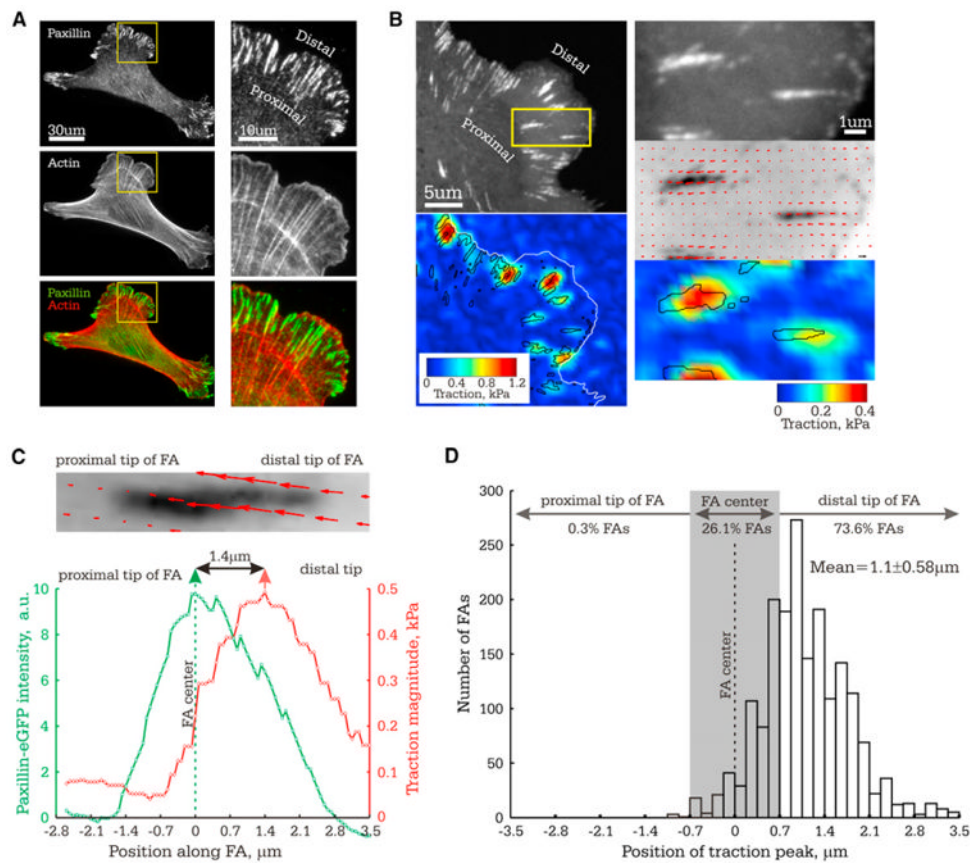 A
Paxillin
30um
Distal
Proximal
10um
Actin
Paxillin
Actin
B
Distal
Proximal
5um
1um
0 0.4 0.8 1.2
Traction, kPa
0 0.2 0.4
Traction, kPa
C
proximal tip of FA distal tip of FA
1.4μm
proximal tip of FA distal tip
10
8
6
4
2
0
Paxillin-eGFP intensity, a.u.
FA center
0.5
0.4
0.3
0.2
0.1
0
Traction magnitude, kPa
-2.8 -2.1 -1.4 -0.7 0 0.7 1.4 2.1 2.8 3.5
Position along FA, μm
D
300
250
200
150
100
50
0
Number of FAs
proximal tip of FA FA center distal tip of FA
0.3% FAs 26.1% FAs 73.6% FAs
Mean=1.1±0.58μm
FA center
-3.5 -2.8 -2.1 -1.4 -0.7 0 0.7 1.4 2.1 2.8 3.5
Position of traction peak, μm